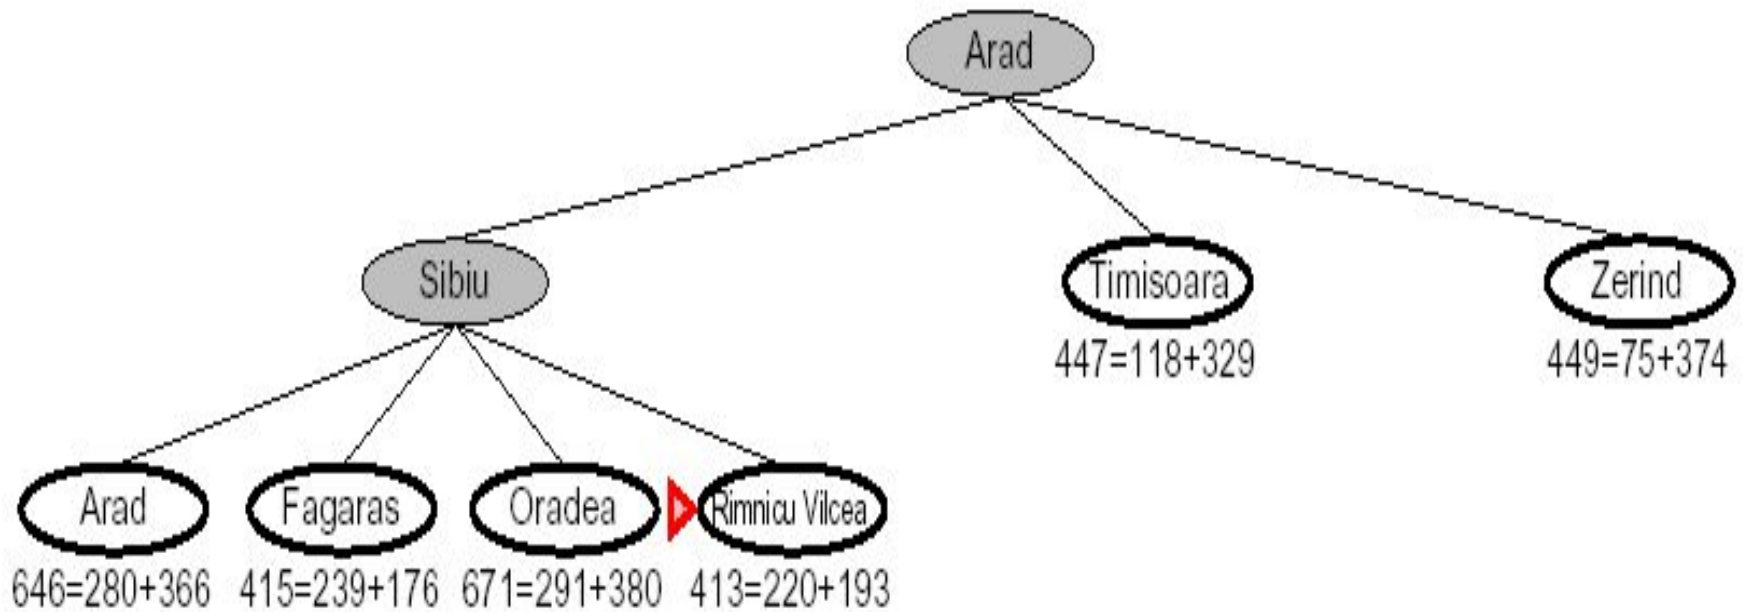 Arad
Sibiu
Timisoara
Zerind
447=118+329
449=75+374
Arad
Fagaras
Oradea
Rimnicu Vilcea
646=280+366
415=239+176
671=291+380
413=220+193